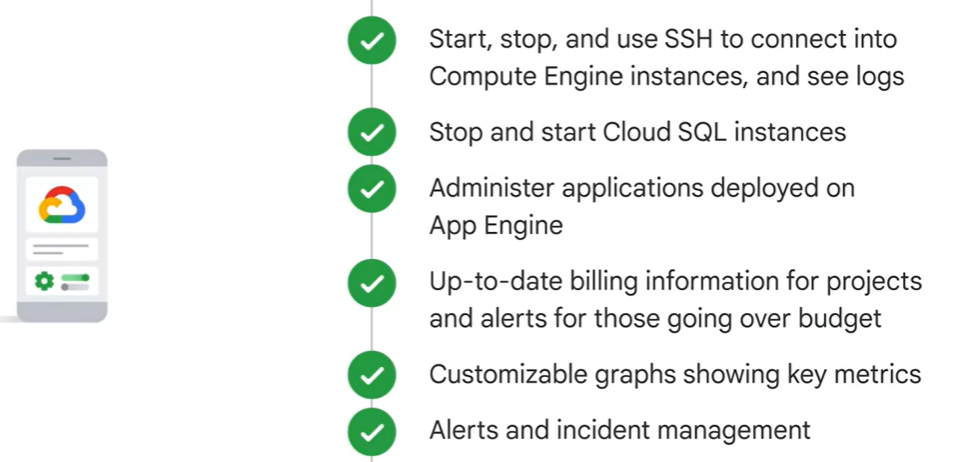 Start, stop, and use SSH to connect into
Compute Engine instances, and see logs
Stop and start Cloud SQL instances
Administer applications deployed on
App Engine
Up-to-date billing information for projects
and alerts for those going over budget
Customizable graphs showing key metrics
Alerts and incident management